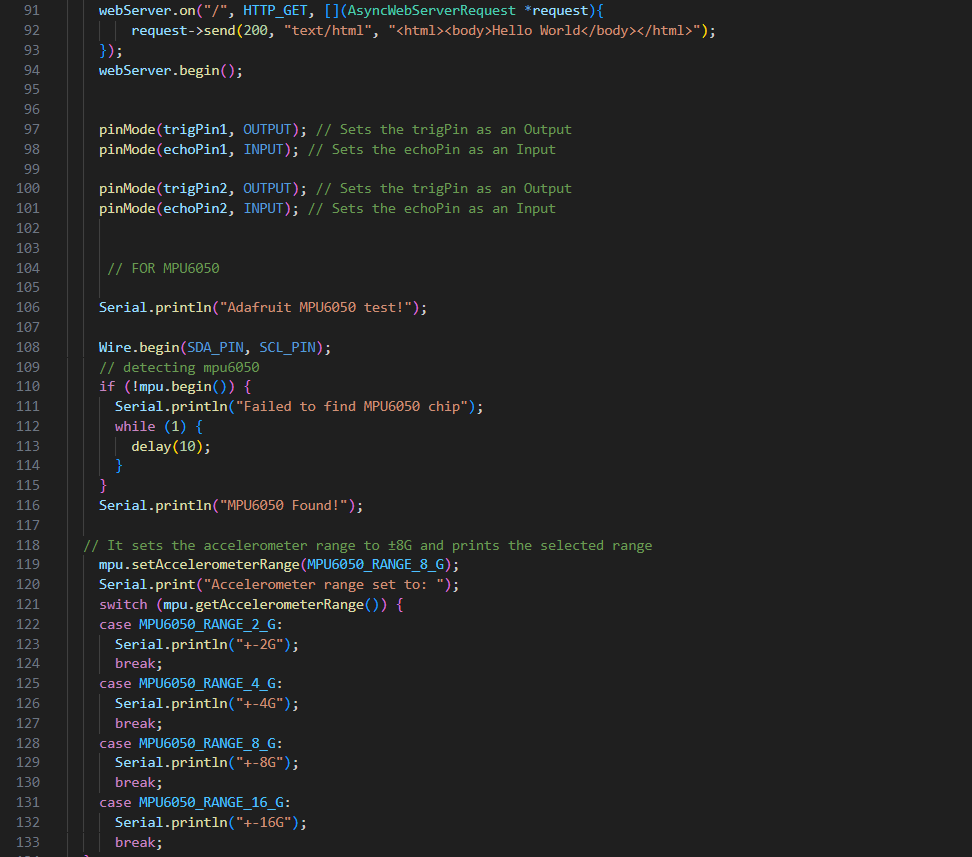 91 webServer.on("/", HTTP_GET, [](AsyncWebServerRequest *request){
92 request->send(200, "text/html", "<html><body>Hello World</body></html>");
93 });
94 webServer.begin();
95
96
97 pinMode(trigPin1, OUTPUT); // Sets the trigPin as an Output
98 pinMode(echoPin1, INPUT); // Sets the echoPin as an Input
99
100 pinMode(trigPin2, OUTPUT); // Sets the trigPin as an Output
101 pinMode(echoPin2, INPUT); // Sets the echoPin as an Input
102
103
104 // FOR MPU6050
105
106 Serial.println("Adafruit MPU6050 test!");
107
108 Wire.begin(SDA_PIN, SCL_PIN);
109 // detecting mpu6050
110 if (!mpu.begin()) {
111 Serial.println("Failed to find MPU6050 chip");
112 while (1) {
113 delay(10);
114 }
115 }
116 Serial.println("MPU6050 Found!");
117
118 // It sets the accelerometer range to ±8G and prints the selected range
119 mpu.setAccelerometerRange(MPU6050_RANGE_8_G);
120 Serial.print("Accelerometer range set to: ");
121 switch (mpu.getAccelerometerRange()) {
122 case MPU6050_RANGE_2_G:
123 Serial.println("+-2G");
124 break;
125 case MPU6050_RANGE_4_G:
126 Serial.println("+-4G");
127 break;
128 case MPU6050_RANGE_8_G:
129 Serial.println("+-8G");
130 break;
131 case MPU6050_RANGE_16_G:
132 Serial.println("+-16G");
133 break;